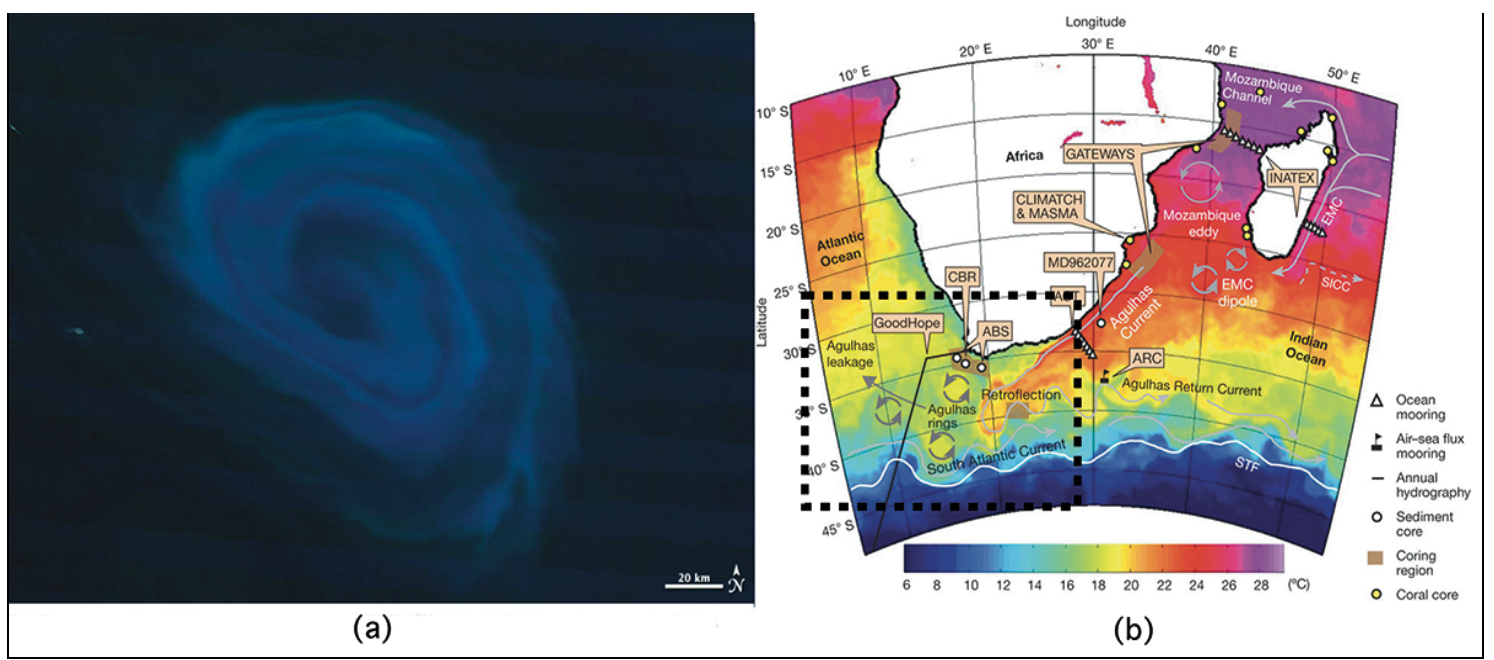 20 km
N
(a)
Longitude
10° E
20° E
30° E
40° E
50° E
Latitude
10° S
15° S
20° S
25° S
30° S
40° S
45° S
Mozambique
Channel
Africa
GATEWAYS
INATEX
CLIMATCH
& MASMA
Mozambique
eddy
EMC
Atlantic
Ocean
MD962077
CBR
EMC
dipole
SICC
Agulhas
Current
GoodHope
ABS
Indian
Ocean
Agulhas
leakage
ARC
Retroflection
Agulhas Return Current
Agulhas
rings
South Atlantic Current
STF
6 8 10 12 14 16 18 20 22 24 26 28 (°C)
Ocean
mooring
Air–sea flux
mooring
Annual
hydrography
Sediment
core
Coring
region
Coral core
(b)